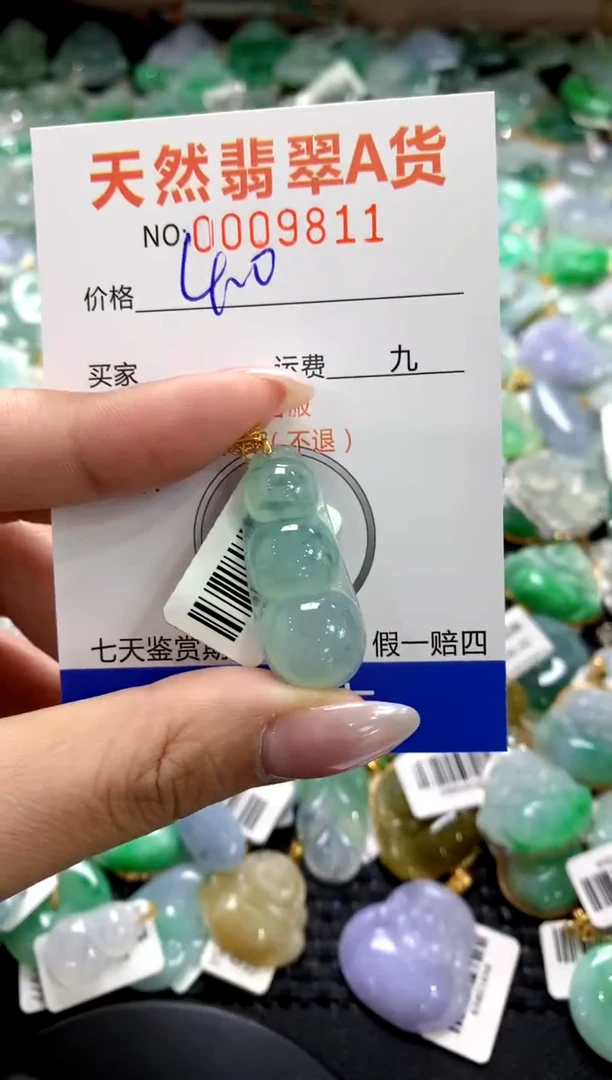 天然翡翠A货
NO:0009811
价格 400
买家 运费 九
服
(不退)
七天鉴赏期 假一赔四